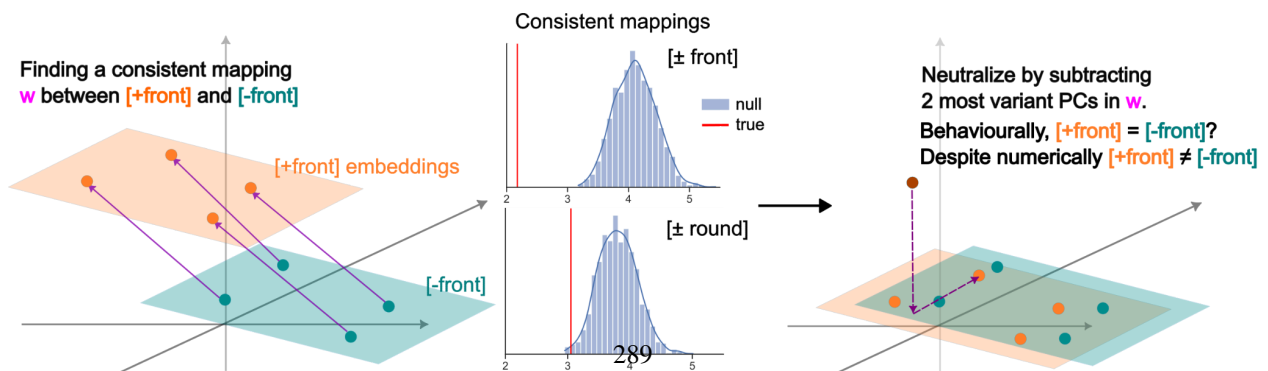 Finding a consistent mapping
w between [+front] and [-front]
[+front] embeddings
[-front]
Consistent mappings
[± front]
null
true
2 3 4 5
[± round]
289
2 3 4 5
Neutralize by subtracting
2 most variant PCs in w.
Behaviourally, [+front] = [-front]?
Despite numerically [+front] ≠ [-front]